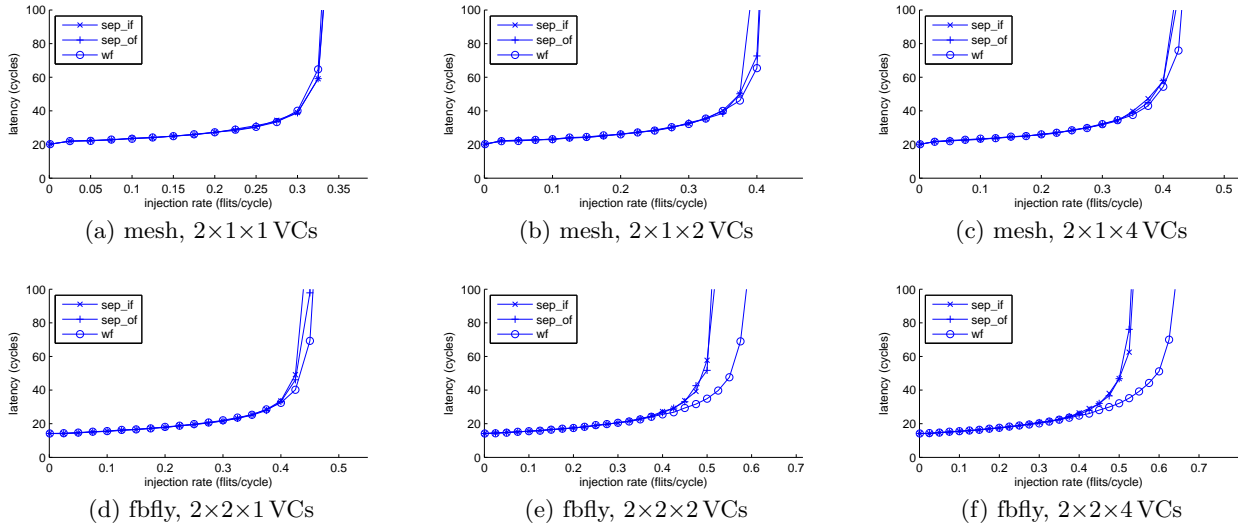 100
80
60
40
20
0
latency (cycles)
sep_if
sep_of
wf
0 0.05 0.1 0.15 0.2 0.25 0.3 0.35
injection rate (flits/cycle)
(a) mesh, 2×1×1 VCs
100
80
60
40
20
0
latency (cycles)
sep_if
sep_of
wf
0 0.1 0.2 0.3 0.4
injection rate (flits/cycle)
(b) mesh, 2×1×2 VCs
100
80
60
40
20
0
latency (cycles)
sep_if
sep_of
wf
0 0.1 0.2 0.3 0.4 0.5
injection rate (flits/cycle)
(c) mesh, 2×1×4 VCs
100
80
60
40
20
0
latency (cycles)
sep_if
sep_of
wf
0 0.1 0.2 0.3 0.4 0.5
injection rate (flits/cycle)
(d) fbfly, 2×2×1 VCs
100
80
60
40
20
0
latency (cycles)
sep_if
sep_of
wf
0 0.1 0.2 0.3 0.4 0.5 0.6 0.7
injection rate (flits/cycle)
(e) fbfly, 2×2×2 VCs
100
80
60
40
20
0
latency (cycles)
sep_if
sep_of
wf
0 0.1 0.2 0.3 0.4 0.5 0.6 0.7
injection rate (flits/cycle)
(f) fbfly, 2×2×4 VCs